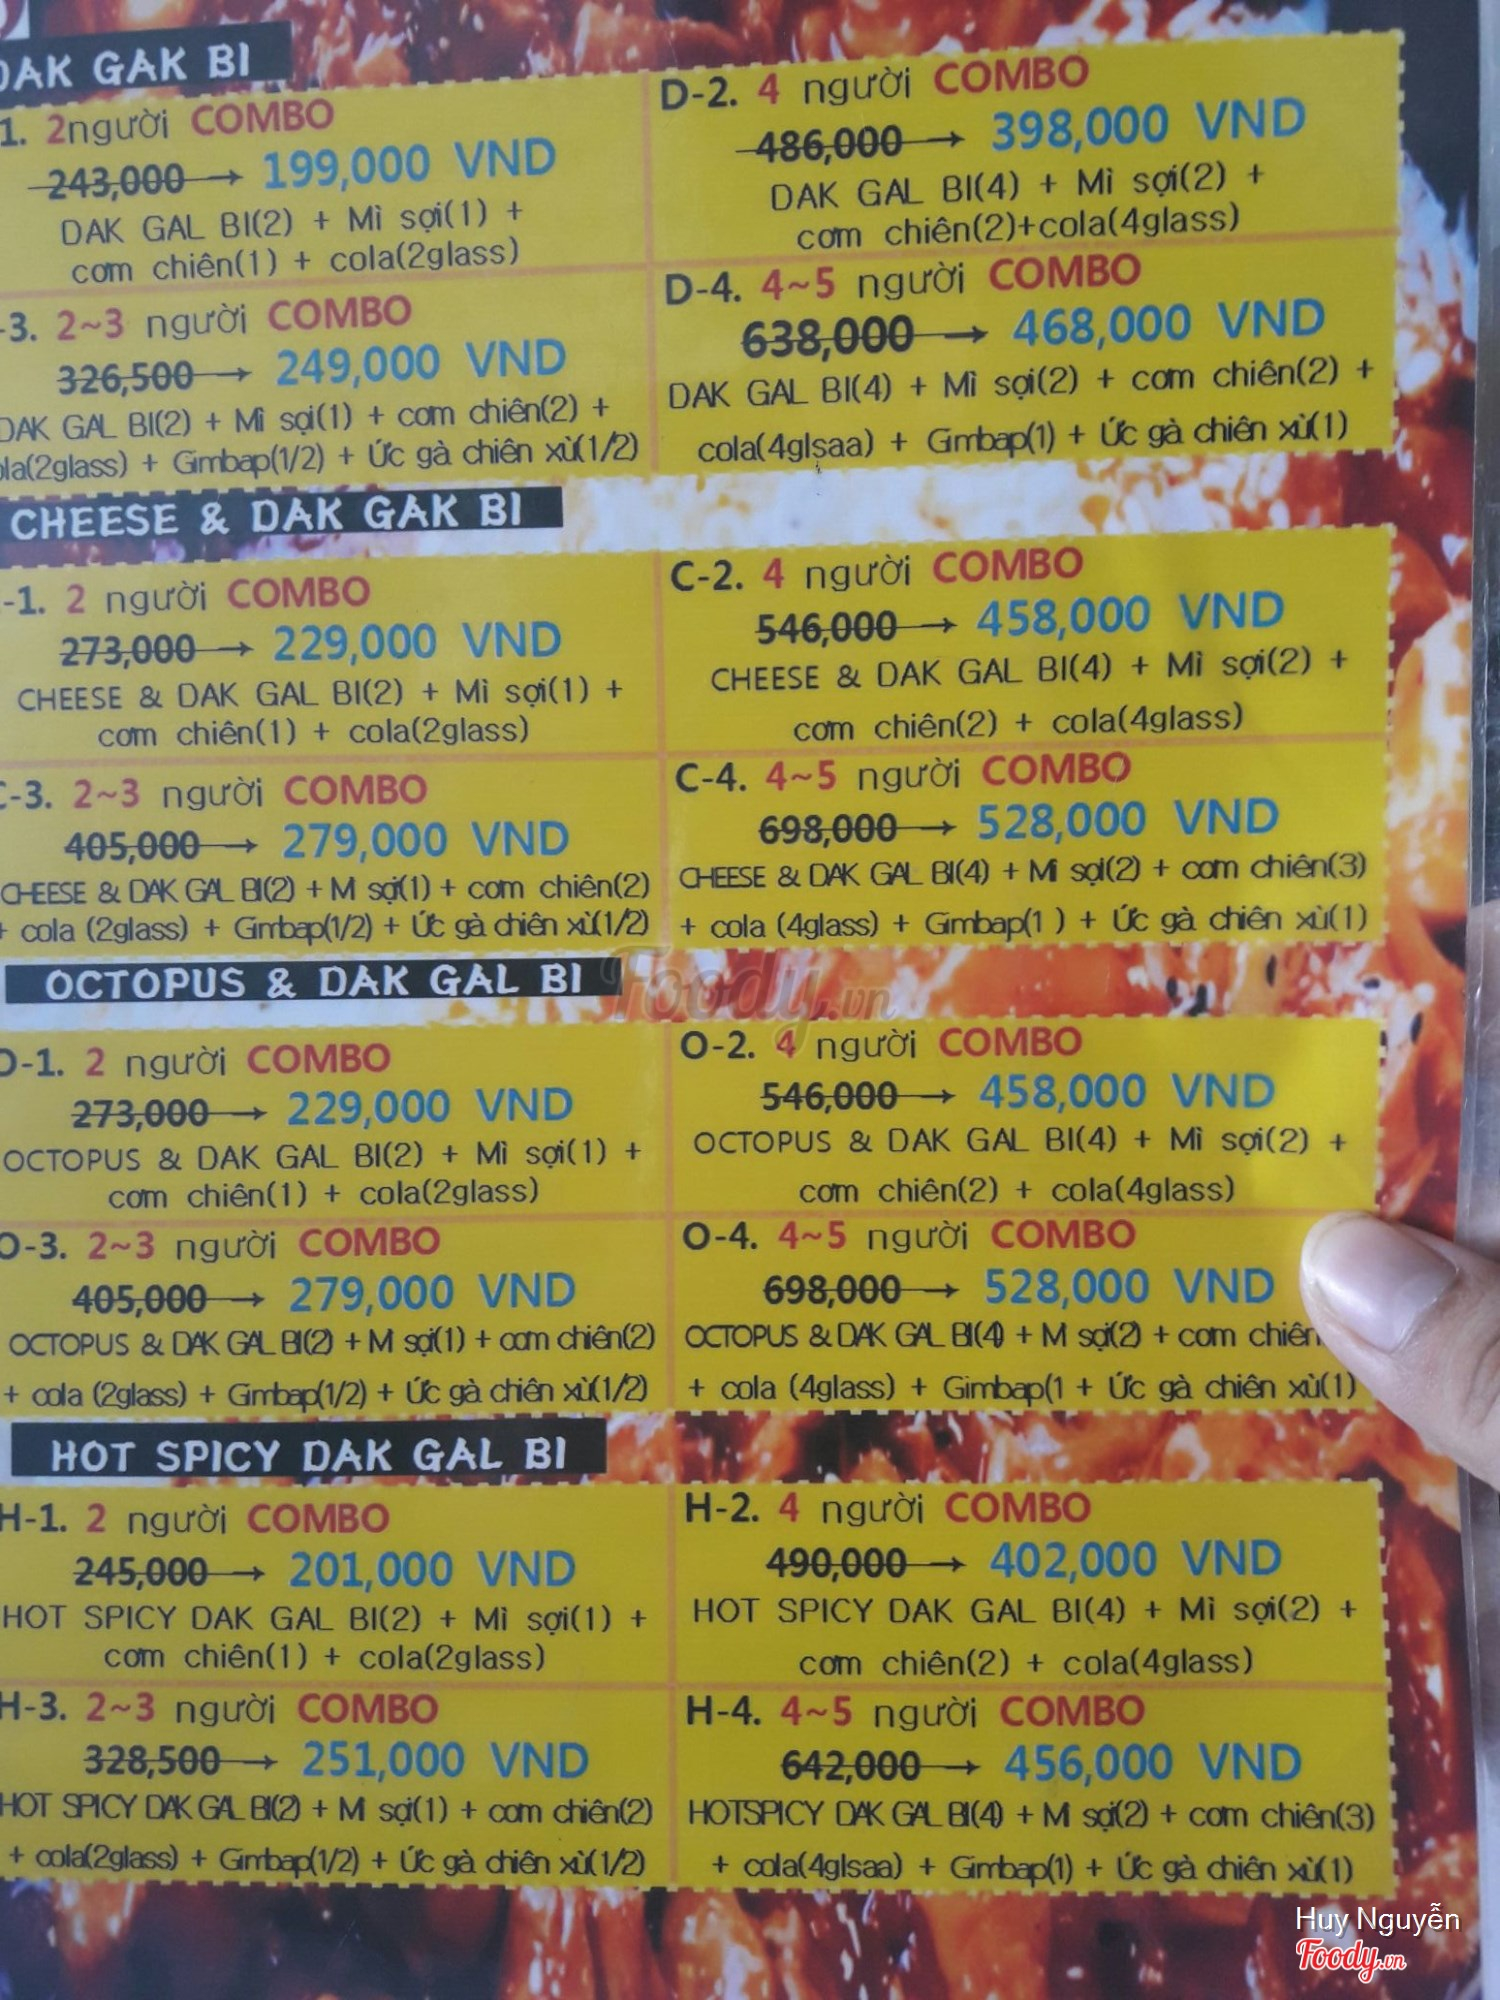 DAK GAK BI
1. 2người COMBO
243,000 → 199,000 VND
DAK GAL BI(2) + Mì sợi(1) +
cơm chiên(1) + cola(2glass)
D-2. 4 người COMBO
486,000 → 398,000 VND
DAK GAL BI(4) + Mì sợi(2) +
cơm chiên(2)+cola(4glass)
-3. 2~3 người COMBO
326,500 → 249,000 VND
DAK GAL BI(2) + Mì sợi(1) + cơm chiên(2) +
ola(2glass) + Gimbap(1/2) + Ức gà chiên xù(1/2)
D-4. 4~5 người COMBO
638,000 → 468,000 VND
DAK GAL BI(4) + Mì sợi(2) + cơm chiên(2) +
cola(4glsaa) + Gimbap(1) + Ức gà chiên xù(1)
CHEESE & DAK GAK BI
-1. 2 người COMBO
273,000 → 229,000 VND
CHEESE & DAK GAL BI(2) + Mì sợi(1) +
cơm chiên(1) + cola(2glass)
C-2. 4 người COMBO
546,000 → 458,000 VND
CHEESE & DAK GAL BI(4) + Mì sợi(2) +
cơm chiên(2) + cola(4glass)
C-3. 2~3 người COMBO
405,000 → 279,000 VND
CHEESE & DAK GAL BI(2) + Mì sợi(1) + cơm chiên(2)
+ cola (2glass) + Gimbap(1/2) + Ức gà chiên xù(1/2)
C-4. 4~5 người COMBO
698,000 → 528,000 VND
CHEESE & DAK GAL BI(4) + Mì sợi(2) + cơm chiên(3)
+ cola (4glass) + Gimbap(1 ) + Ức gà chiên xù(1)
OCTOPUS & DAK GAL BI
Foody.vn
O-1. 2 người COMBO
273,000 → 229,000 VND
OCTOPUS & DAK GAL BI(2) + Mì sợi(1) +
cơm chiên(1) + cola(2glass)
O-2. 4 người COMBO
546,000 → 458,000 VND
OCTOPUS & DAK GAL BI(4) + Mì sợi(2) +
cơm chiên(2) + cola(4glass)
O-3. 2~3 người COMBO
405,000 → 279,000 VND
OCTOPUS & DAK GAL BI(2) + Mì sợi(1) + cơm chiên(2)
+ cola (2glass) + Gimbap(1/2) + Ức gà chiên xù(1/2)
O-4. 4~5 người COMBO
698,000 → 528,000 VND
OCTOPUS & DAK GAL BI(4) + Mì sợi(2) + cơm chiên
+ cola (4glass) + Gimbap(1 + Ức gà chiên xù(1)
HOT SPICY DAK GAL BI
H-1. 2 người COMBO
245,000 → 201,000 VND
HOT SPICY DAK GAL BI(2) + Mì sợi(1) +
cơm chiên(1) + cola(2glass)
H-2. 4 người COMBO
490,000 → 402,000 VND
HOT SPICY DAK GAL BI(4) + Mì sợi(2) +
cơm chiên(2) + cola(4glass)
H-3. 2~3 người COMBO
328,500 → 251,000 VND
HOT SPICY DAK GAL BI(2) + Mì sợi(1) + cơm chiên(2)
+ cola(2glass) + Gimbap(1/2) + Ức gà chiên xù(1/2)
H-4. 4~5 người COMBO
642,000 → 456,000 VND
HOTSPICY DAK GAL BI(4) + Mì sợi(2) + cơm chiên(3)
+ cola(4glsaa) + Gimbap(1) + Ức gà chiên xù(1)
Huy Nguyễn
Foody.vn